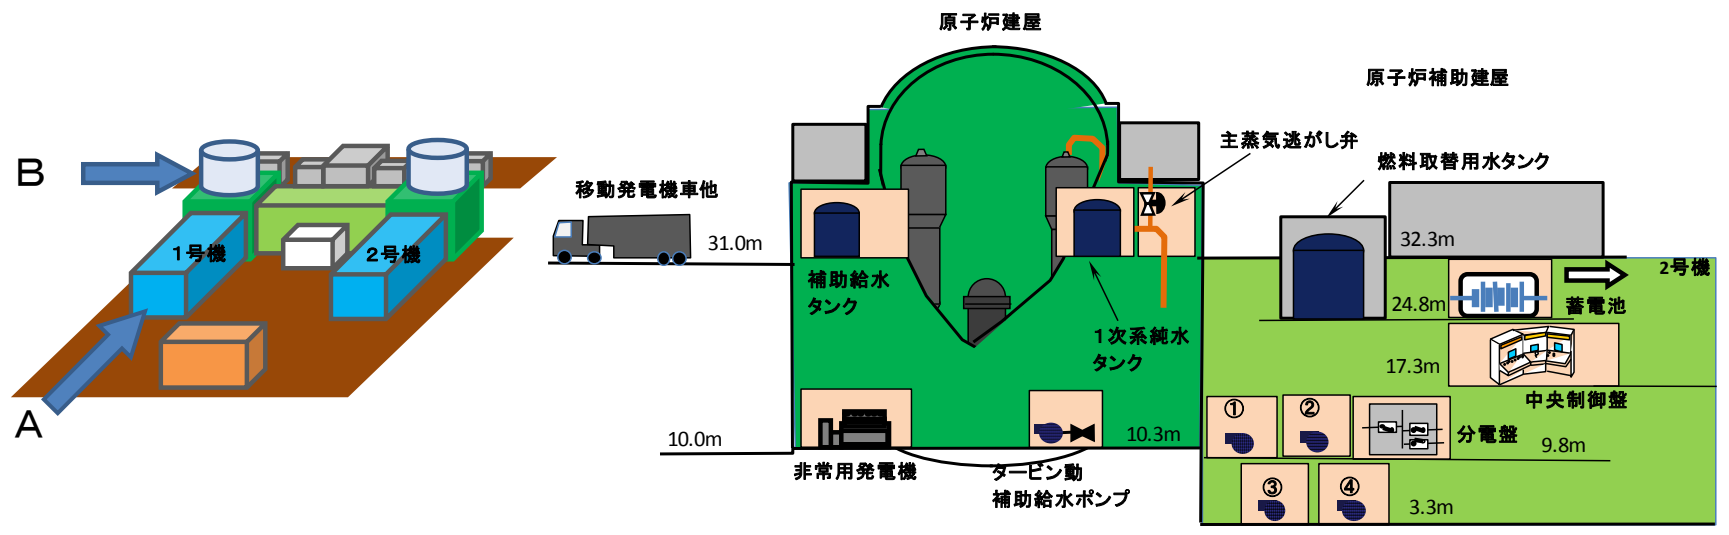 B
1号機
2号機
A
原子炉建屋
原子炉補助建屋
主蒸気逃がし弁
燃料取替用水タンク
移動発電機車他
31.0m
32.3m
2号機
補助給水
タンク
24.8m
蓄電池
1次系純水
タンク
17.3m
中央制御盤
①
②
10.0m
10.3m
分電盤
9.8m
非常用発電機
タービン動
補助給水ポンプ
③
④
3.3m